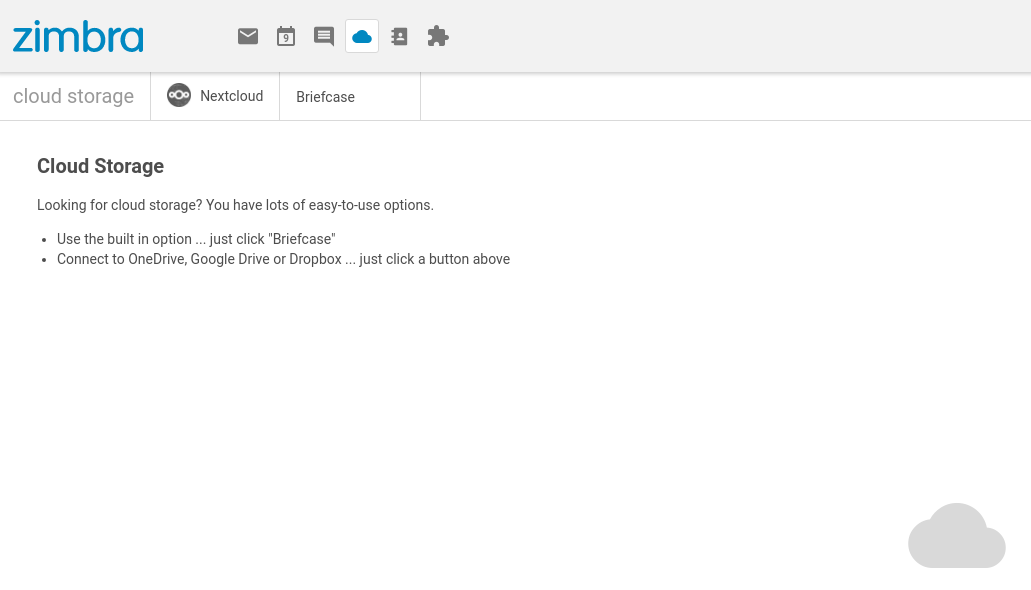 zimbra
9
cloud storage
Nextcloud
Briefcase
Cloud Storage
Looking for cloud storage? You have lots of easy-to-use options.
• Use the built in option ... just click "Briefcase"
• Connect to OneDrive, Google Drive or Dropbox ... just click a button above